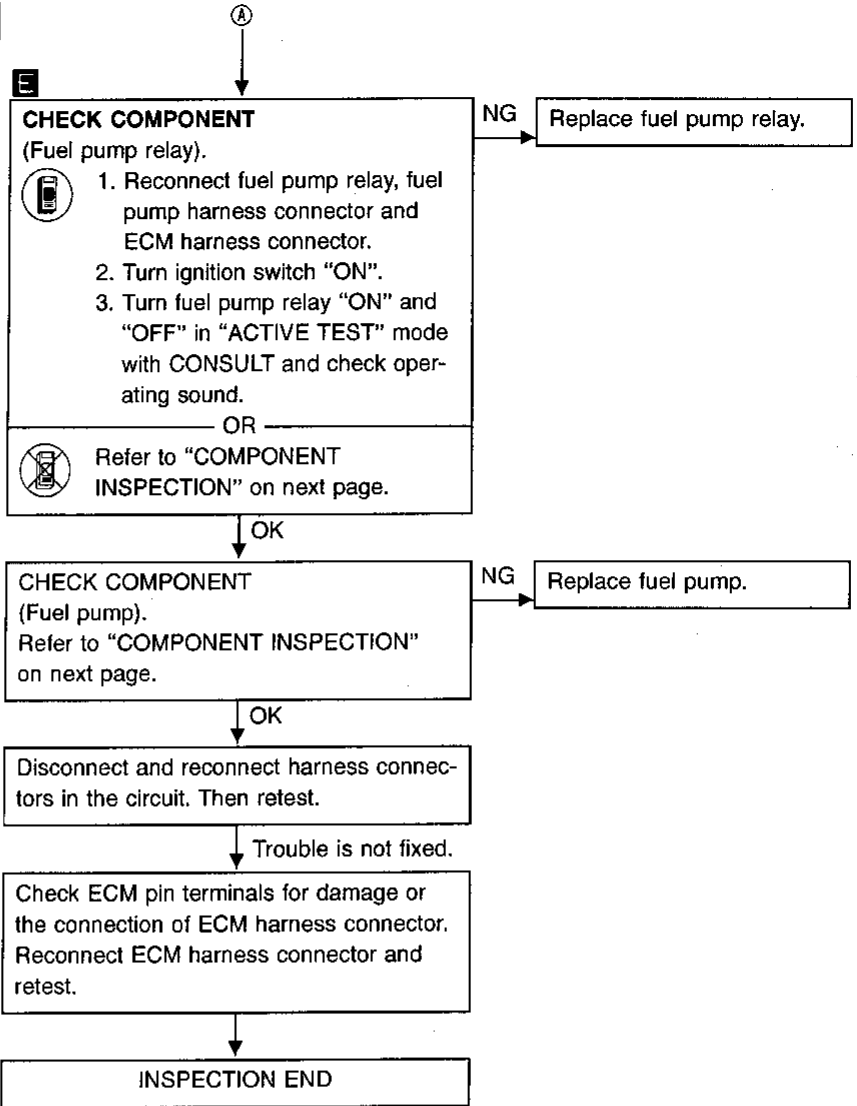 A
E
CHECK COMPONENT
(Fuel pump relay).
1. Reconnect fuel pump relay, fuel
pump harness connector and
ECM harness connector.
2. Turn ignition switch “ON”.
3. Turn fuel pump relay “ON” and
“OFF” in “ACTIVE TEST” mode
with CONSULT and check oper-
ating sound.
OR
Refer to “COMPONENT
INSPECTION” on next page.
NG
Replace fuel pump relay.
OK
CHECK COMPONENT
(Fuel pump).
Refer to “COMPONENT INSPECTION”
on next page.
NG
Replace fuel pump.
OK
Disconnect and reconnect harness connec-
tors in the circuit. Then retest.
Trouble is not fixed.
Check ECM pin terminals for damage or
the connection of ECM harness connector.
Reconnect ECM harness connector and
retest.
INSPECTION END